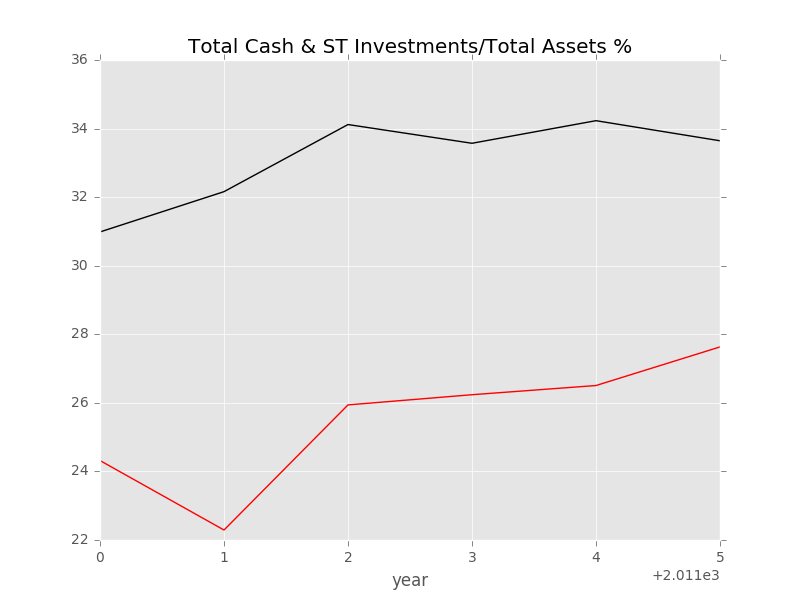 Total Cash & ST Investments/Total Assets %
36
34
32
30
28
26
24
22
0 1 2 3 4 5
+2.011e3
year